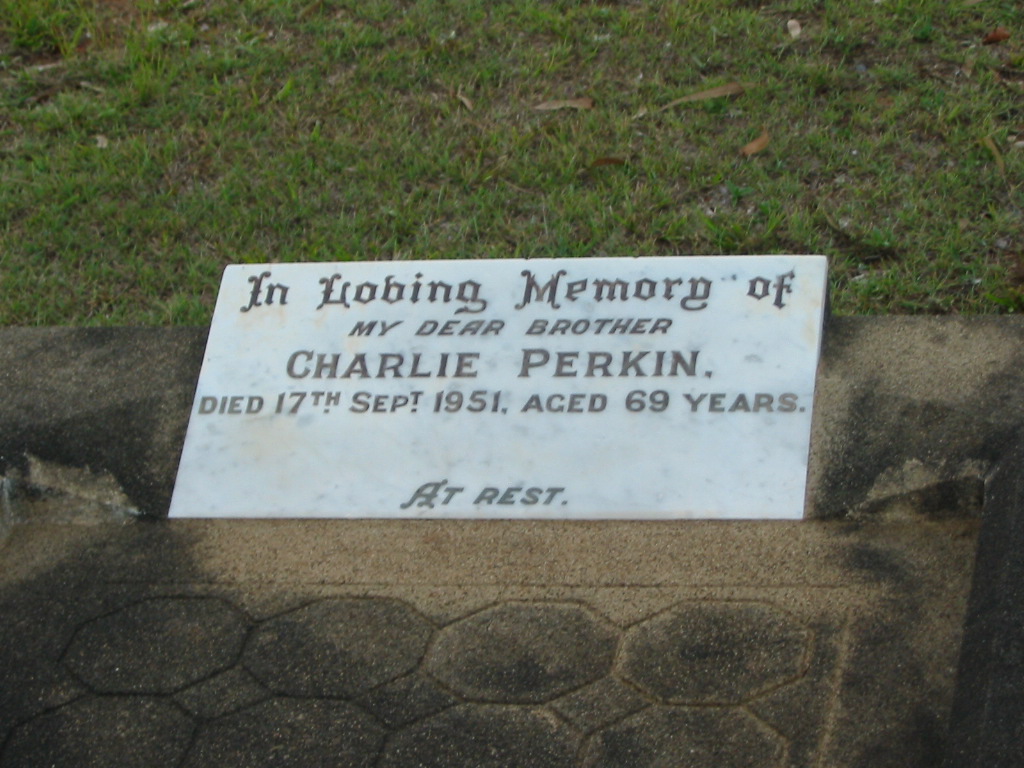 In Loving Memory of
MY DEAR BROTHER
CHARLIE PERKIN.
DIED 17TH SEPT 1951, AGED 69 YEARS.
AT REST.